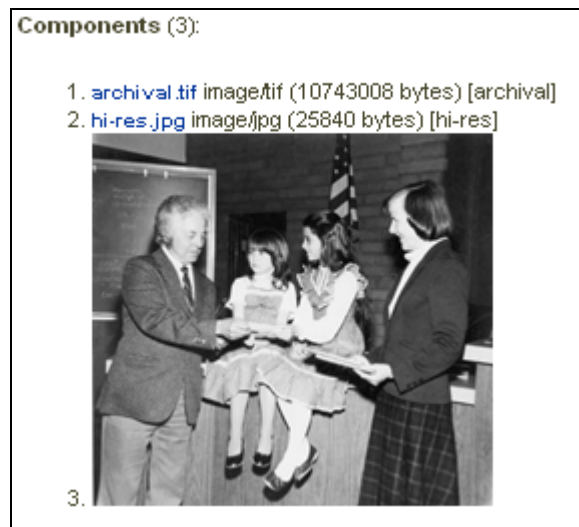 Components (3):
1. archival.tif image/tif (10743008 bytes) [archival]
2. hi-res.jpg image/jpg (25840 bytes) [hi-res]
3.